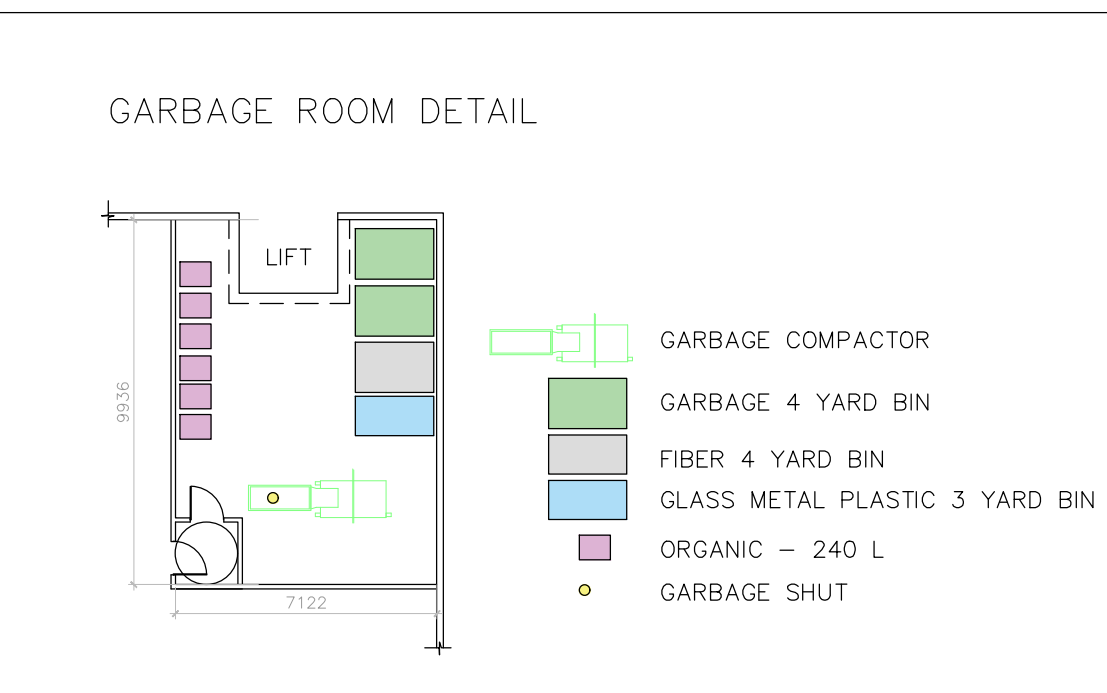 GARBAGE ROOM DETAIL
LIFT
9936
7122
GARBAGE COMPACTOR
GARBAGE 4 YARD BIN
FIBER 4 YARD BIN
GLASS METAL PLASTIC 3 YARD BIN
ORGANIC – 240 L
GARBAGE SHUT